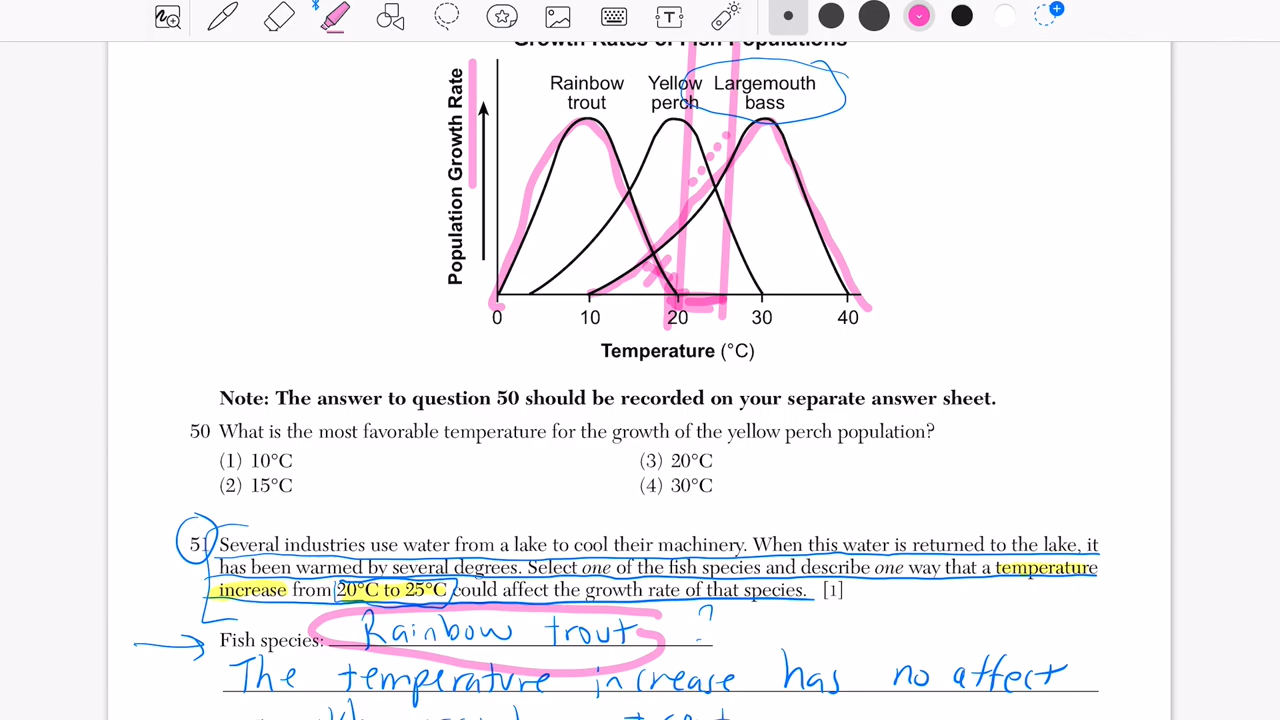 Growth Rates of Fish Populations
Rainbow trout
Yellow perch
Largemouth bass
Population Growth Rate
0 10 20 30 40
Temperature (°C)
Note: The answer to question 50 should be recorded on your separate answer sheet.
50 What is the most favorable temperature for the growth of the yellow perch population?
(1) 10°C (3) 20°C
(2) 15°C (4) 30°C
51 Several industries use water from a lake to cool their machinery. When this water is returned to the lake, it
has been warmed by several degrees. Select one of the fish species and describe one way that a temperature
increase from 20°C to 25°C could affect the growth rate of that species. [1]
Fish species: Rainbow trout ?
The temperature increase has no affect